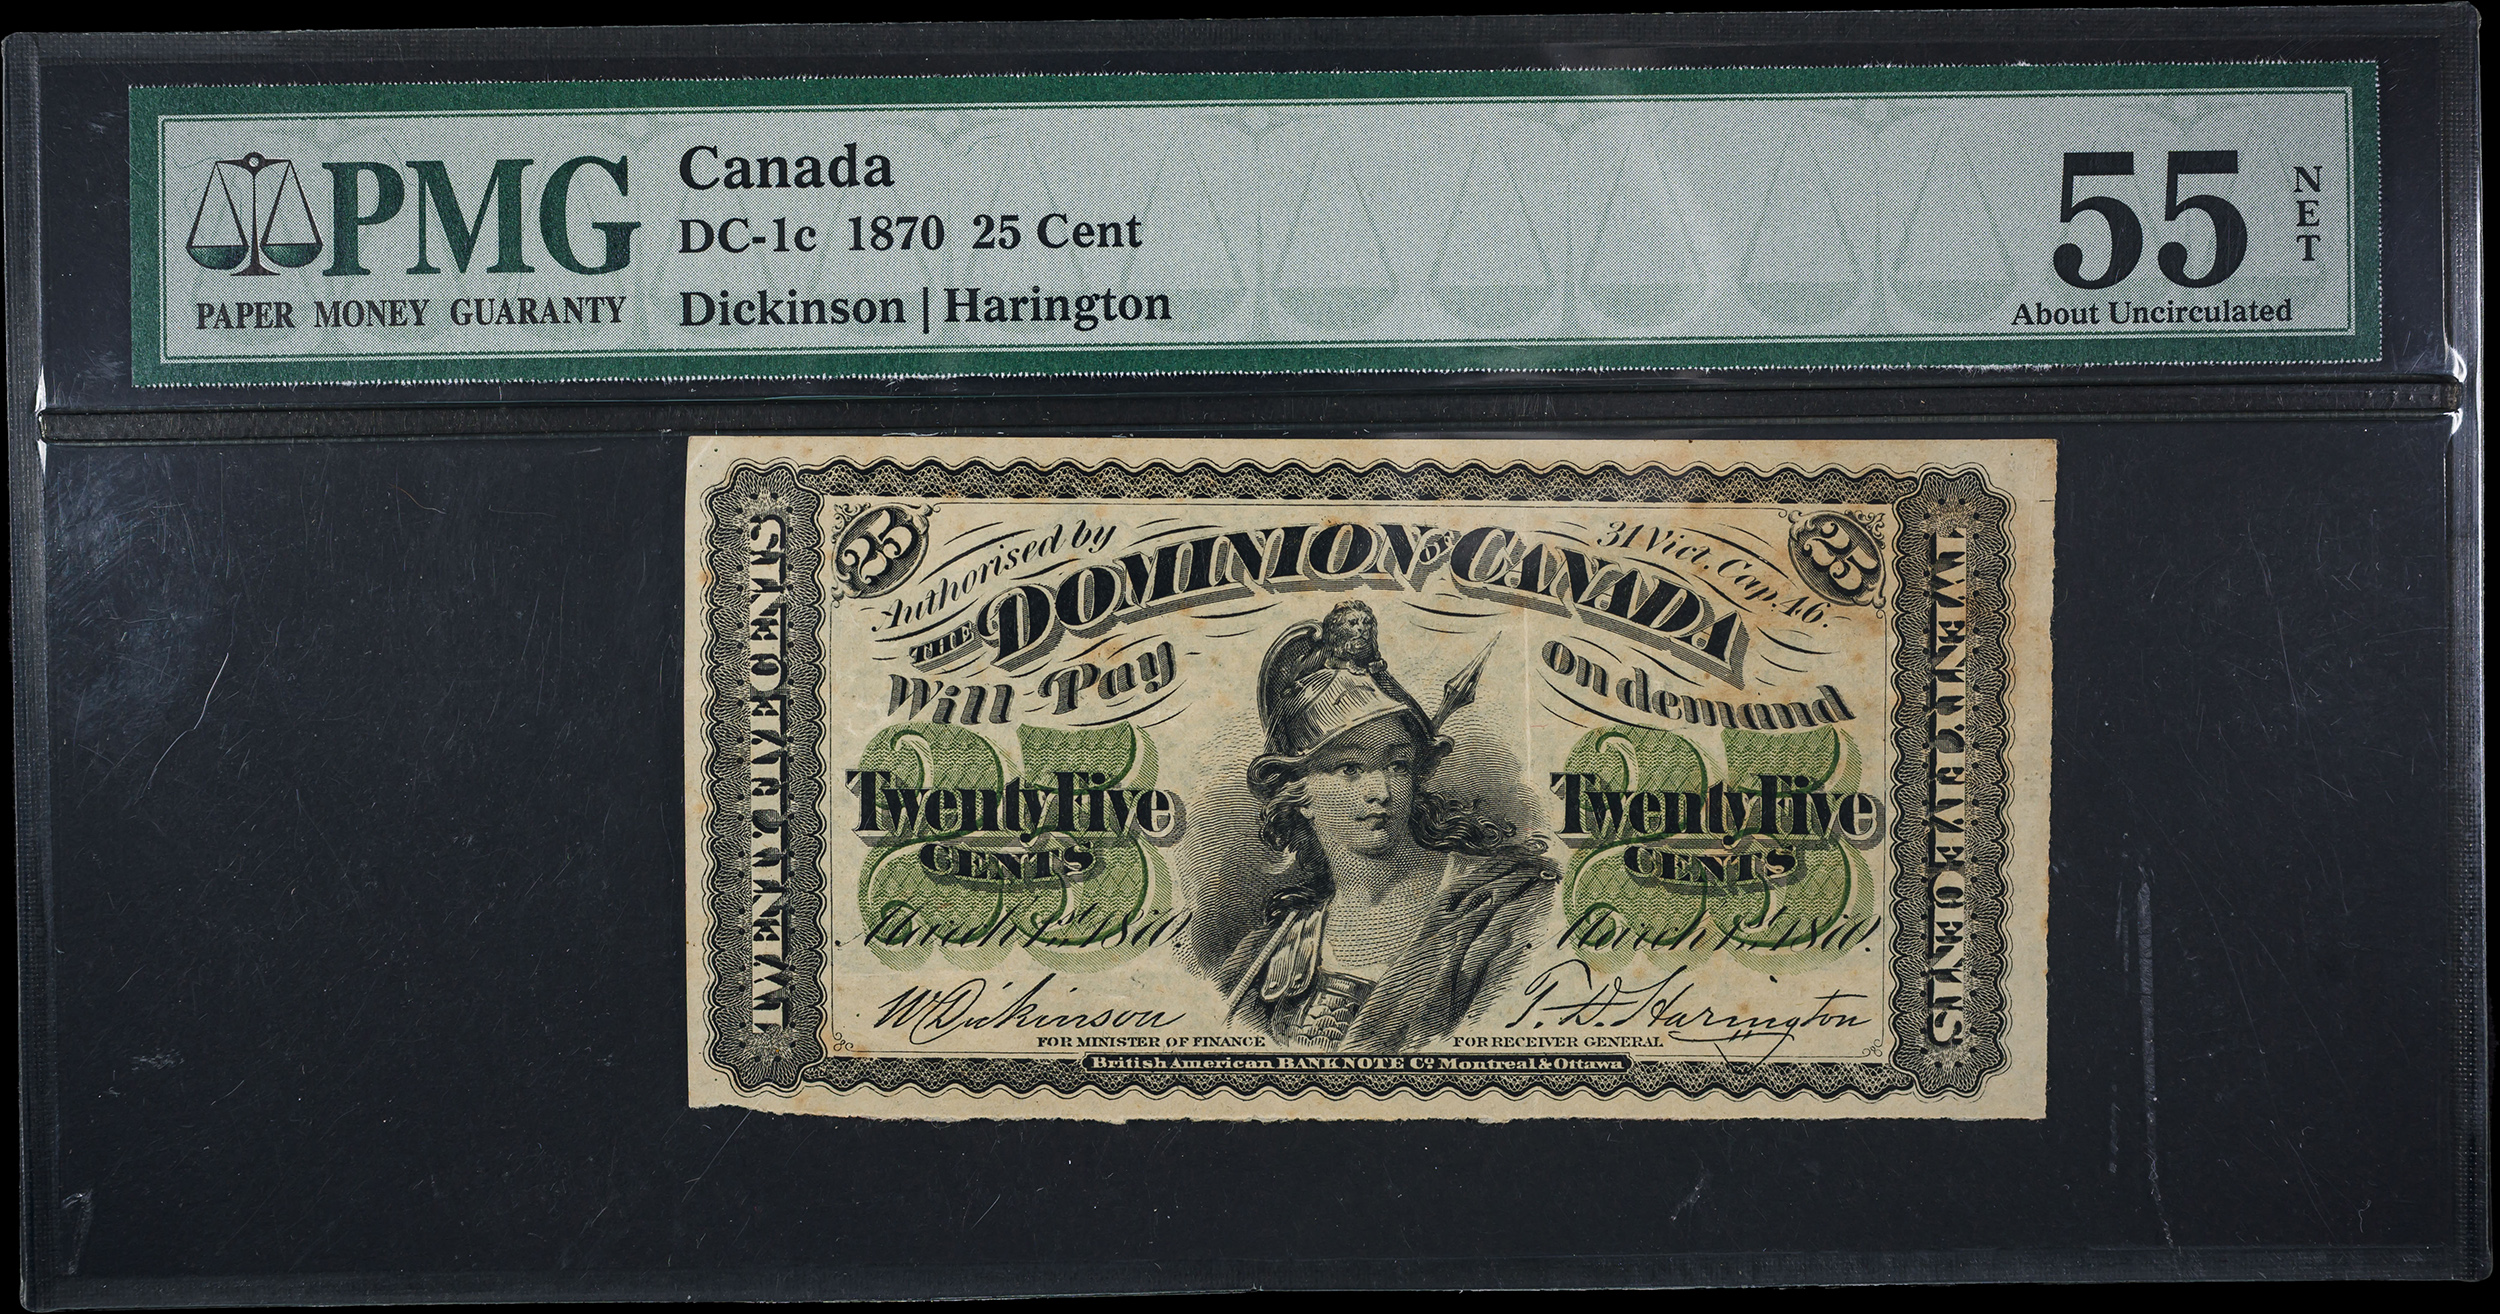 PMG
PAPER MONEY GUARANTY
Canada
DC-1c 1870 25 Cent
Dickinson | Harington
55
NET
About Uncirculated
25
Authorised by
31 Vict. Cap. 46.
25
THE DOMINION OF CANADA
Will Pay
on demand
25
25
Twenty Five
CENTS
Twenty Five
CENTS
March 1st, 1870.
March 1st, 1870.
W Dickinson
T. D. Harington
FOR MINISTER OF FINANCE
FOR RECEIVER GENERAL
British American BANK NOTE Co. Montreal & Ottawa
TWENTY FIVE CENTS
TWENTY FIVE CENTS